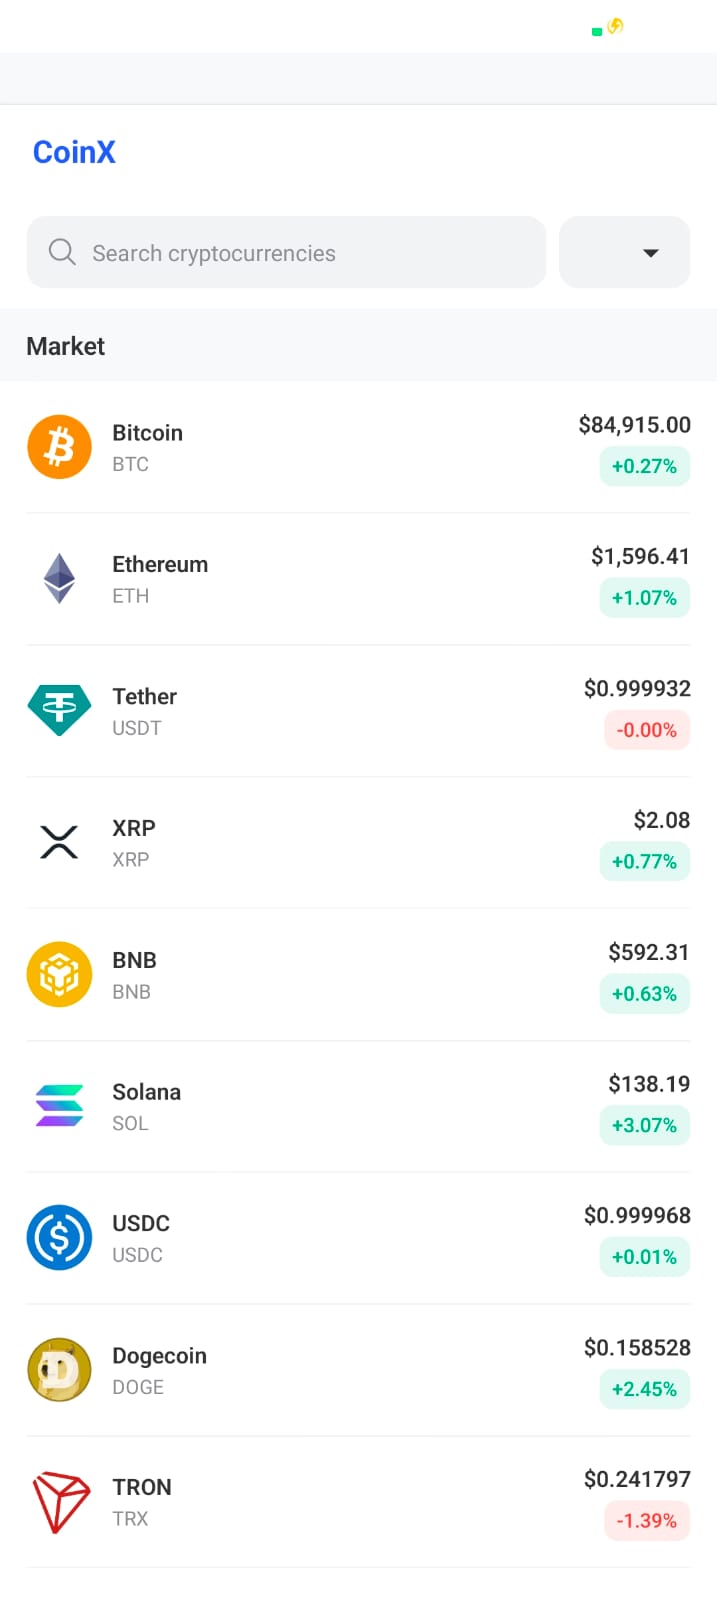 CoinX
Search cryptocurrencies
Market
Bitcoin
BTC
$84,915.00
+0.27%
Ethereum
ETH
$1,596.41
+1.07%
Tether
USDT
$0.999932
-0.00%
XRP
XRP
$2.08
+0.77%
BNB
BNB
$592.31
+0.63%
Solana
SOL
$138.19
+3.07%
USDC
USDC
$0.999968
+0.01%
Dogecoin
DOGE
$0.158528
+2.45%
TRON
TRX
$0.241797
-1.39%